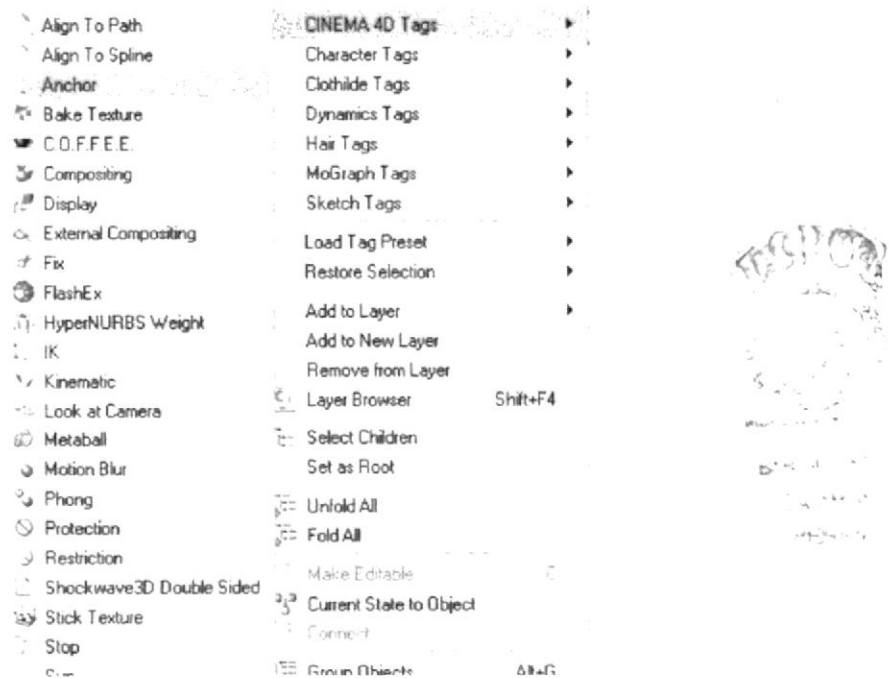 Align To Path
Align To Spline
Anchor
Bake Texture
C.O.F.F.E.E.
Compositing
Display
External Compositing
Fix
FlashEx
HyperNURBS Weight
IK
Kinematic
Look at Camera
Metaball
Motion Blur
Phong
Protection
Restriction
Shockwave3D Double Sided
Stick Texture
Stop
CINEMA 4D Tags
Character Tags
Clothilde Tags
Dynamics Tags
Hair Tags
MoGraph Tags
Sketch Tags
Load Tag Preset
Restore Selection
Add to Layer
Add to New Layer
Remove from Layer
Layer Browser Shift+F4
Select Children
Set as Root
Unfold All
Fold All
Make Editable C
Current State to Object
Connect
Group Objects Alt+G